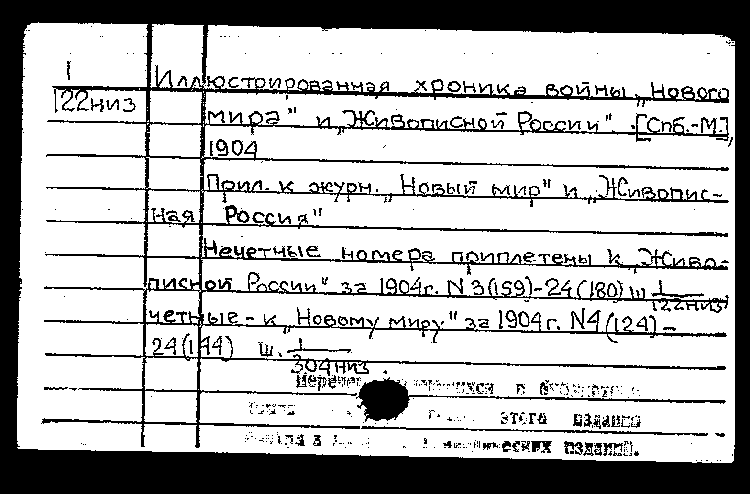 1
122низ
Иллюстрированная хроника войны „Нового
мира" и „Живописной России". [Спб.-М.],
1904
Прил. к журн. „Новый мир" и „Живопис-
ная Россия"
Нечетные номера приплетены к „Живо-
писной России" за 1904г. N 3(159)-24(180) ш 1/122низ
четные - к „Новому миру" за 1904г. N4(124)-
24(144) ш. 1/304низ.
в
этого издания
изданий.